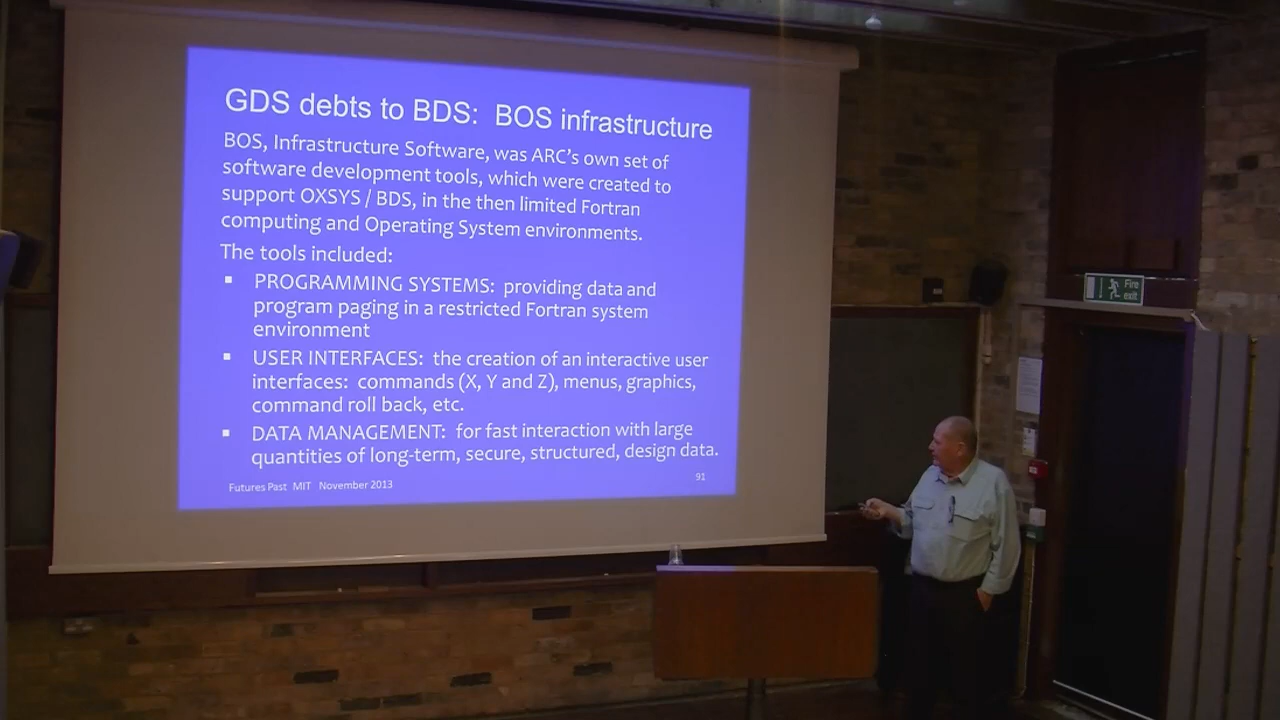 GDS debts to BDS: BOS infrastructure
BOS, Infrastructure Software, was ARC's own set of
software development tools, which were created to
support OXSYS / BDS, in the then limited Fortran
computing and Operating System environments.
The tools included:
▪ PROGRAMMING SYSTEMS: providing data and
program paging in a restricted Fortran system
environment
▪ USER INTERFACES: the creation of an interactive user
interfaces: commands (X, Y and Z), menus, graphics,
command roll back, etc.
▪ DATA MANAGEMENT: for fast interaction with large
quantities of long-term, secure, structured, design data.
Futures Past MIT November 2013
91
Fire
exit